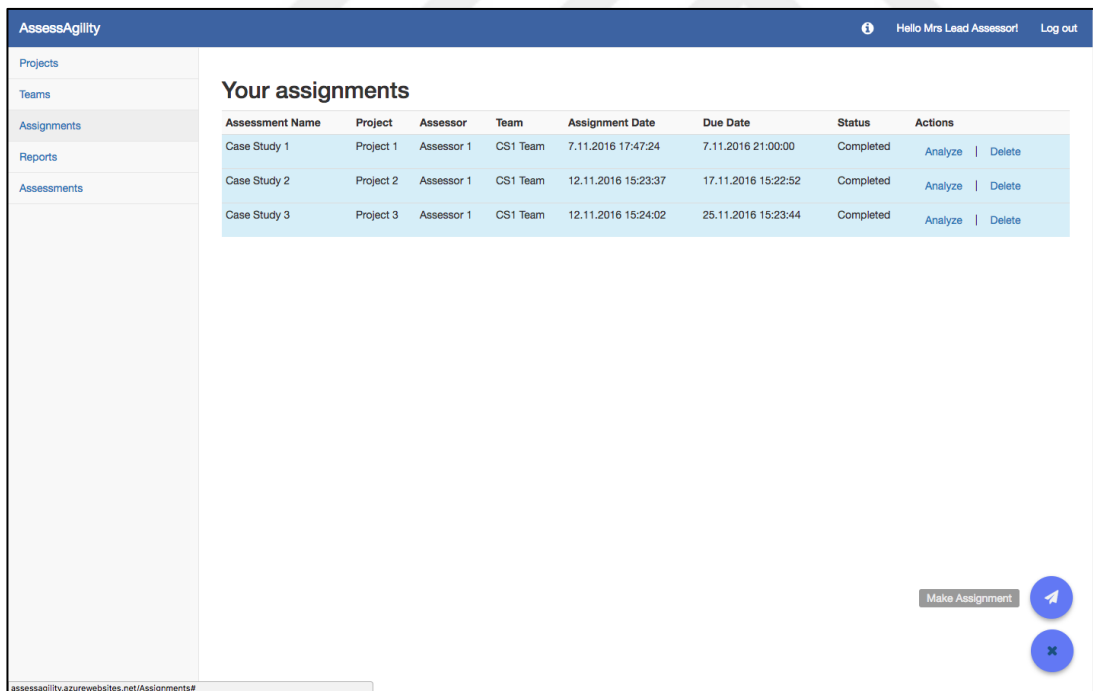 AssessAgility Hello Mrs Lead Assessor! Log out
Projects
Teams
Assignments
Reports
Assessments
Your assignments
Assessment Name Project Assessor Team Assignment Date Due Date Status Actions
Case Study 1 Project 1 Assessor 1 CS1 Team 7.11.2016 17:47:24 7.11.2016 21:00:00 Completed Analyze | Delete
Case Study 2 Project 2 Assessor 1 CS1 Team 12.11.2016 15:23:37 17.11.2016 15:22:52 Completed Analyze | Delete
Case Study 3 Project 3 Assessor 1 CS1 Team 12.11.2016 15:24:02 25.11.2016 15:23:44 Completed Analyze | Delete
Make Assignment
assessagility.azurewebsites.net/Assignments#